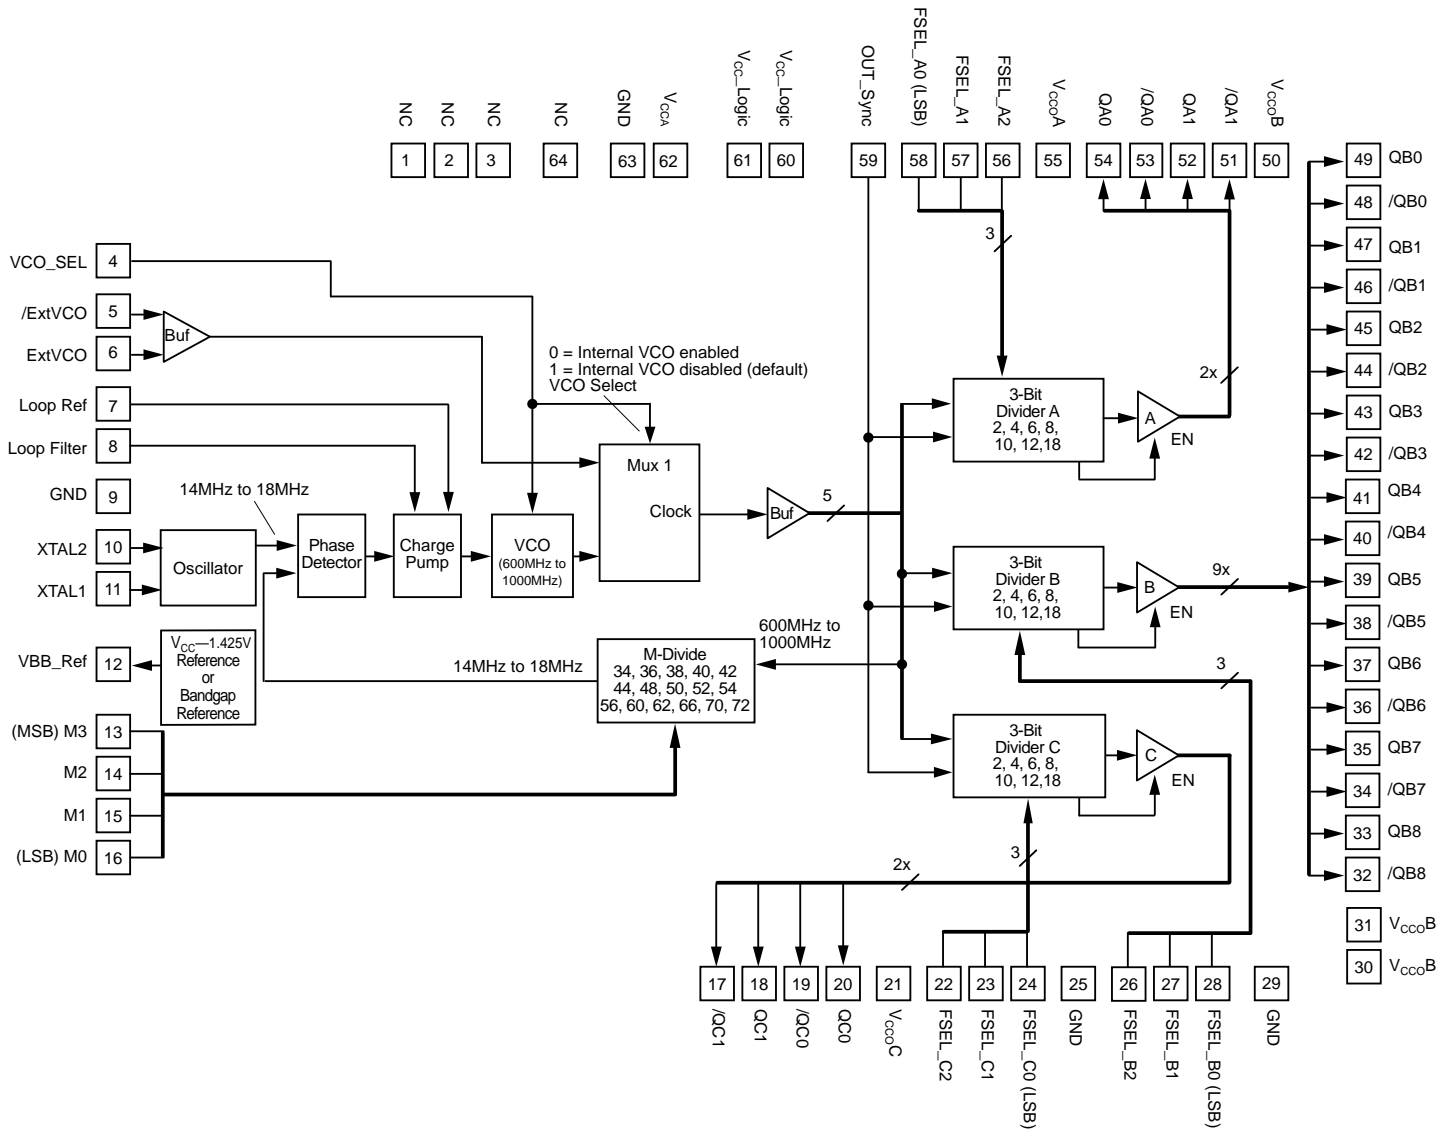 NC
NC
NC
NC
GND
VCCA
VCC_Logic
VCC_Logic
OUT_Sync
FSEL_A0 (LSB)
FSEL_A1
FSEL_A2
VCCOA
QA0
/QA0
QA1
/QA1
VCCOB
1
2
3
64
63
62
61
60
59
58
57
56
55
54
53
52
51
50
49 QB0
48 /QB0
47 QB1
46 /QB1
45 QB2
44 /QB2
43 QB3
42 /QB3
41 QB4
40 /QB4
39 QB5
38 /QB5
37 QB6
36 /QB6
35 QB7
34 /QB7
33 QB8
32 /QB8
31 VCCOB
30 VCCOB
VCO_SEL 4
/ExtVCO 5
ExtVCO 6
Buf
Loop Ref 7
Loop Filter 8
GND 9
XTAL2 10
XTAL1 11
VBB_Ref 12
(MSB) M3 13
M2 14
M1 15
(LSB) M0 16
14MHz to 18MHz
Oscillator
Phase
Detector
Charge
Pump
VCO
(600MHz to
1000MHz)
0 = Internal VCO enabled
1 = Internal VCO disabled (default)
VCO Select
Mux 1
Clock
Buf
5
VCC—1.425V
Reference
or
Bandgap
Reference
14MHz to 18MHz
M-Divide
34, 36, 38, 40, 42
44, 48, 50, 52, 54
56, 60, 62, 66, 70, 72
600MHz to
1000MHz
3
3-Bit
Divider A
2, 4, 6, 8,
10, 12,18
A
EN
2x
3-Bit
Divider B
2, 4, 6, 8,
10, 12,18
B
EN
9x
3
3-Bit
Divider C
2, 4, 6, 8,
10, 12,18
C
EN
3
2x
17
18
19
20
21
22
23
24
25
26
27
28
29
/QC1
QC1
/QC0
QC0
VCCOC
FSEL_C2
FSEL_C1
FSEL_C0 (LSB)
GND
FSEL_B2
FSEL_B1
FSEL_B0 (LSB)
GND